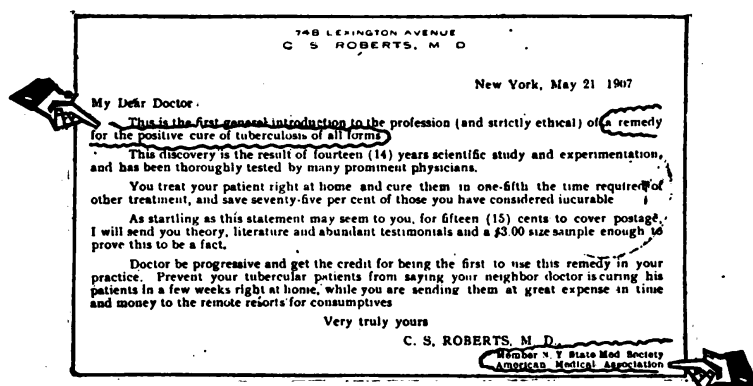 748 LEXINGTON AVENUE
C S ROBERTS, M D
New York, May 21 1907
My Dear Doctor
This is the first general introduction to the profession (and strictly ethical) of a remedy
for the positive cure of tuberculosis of all forms
This discovery is the result of fourteen (14) years scientific study and experimentation,
and has been thoroughly tested by many prominent physicians.
You treat your patient right at home and cure them in one-fifth the time required of
other treatment, and save seventy-five per cent of those you have considered incurable
As startling as this statement may seem to you, for fifteen (15) cents to cover postage,
I will send you theory, literature and abundant testimonials and a $3.00 size sample enough to
prove this to be a fact.
Doctor be progressive and get the credit for being the first to use this remedy in your
practice. Prevent your tubercular patients from saying your neighbor doctor is curing his
patients in a few weeks right at home, while you are sending them at great expense in time
and money to the remote resorts for consumptives
Very truly yours
C. S, ROBERTS, M D.,
Member N. Y State Med Society
American Medical Association